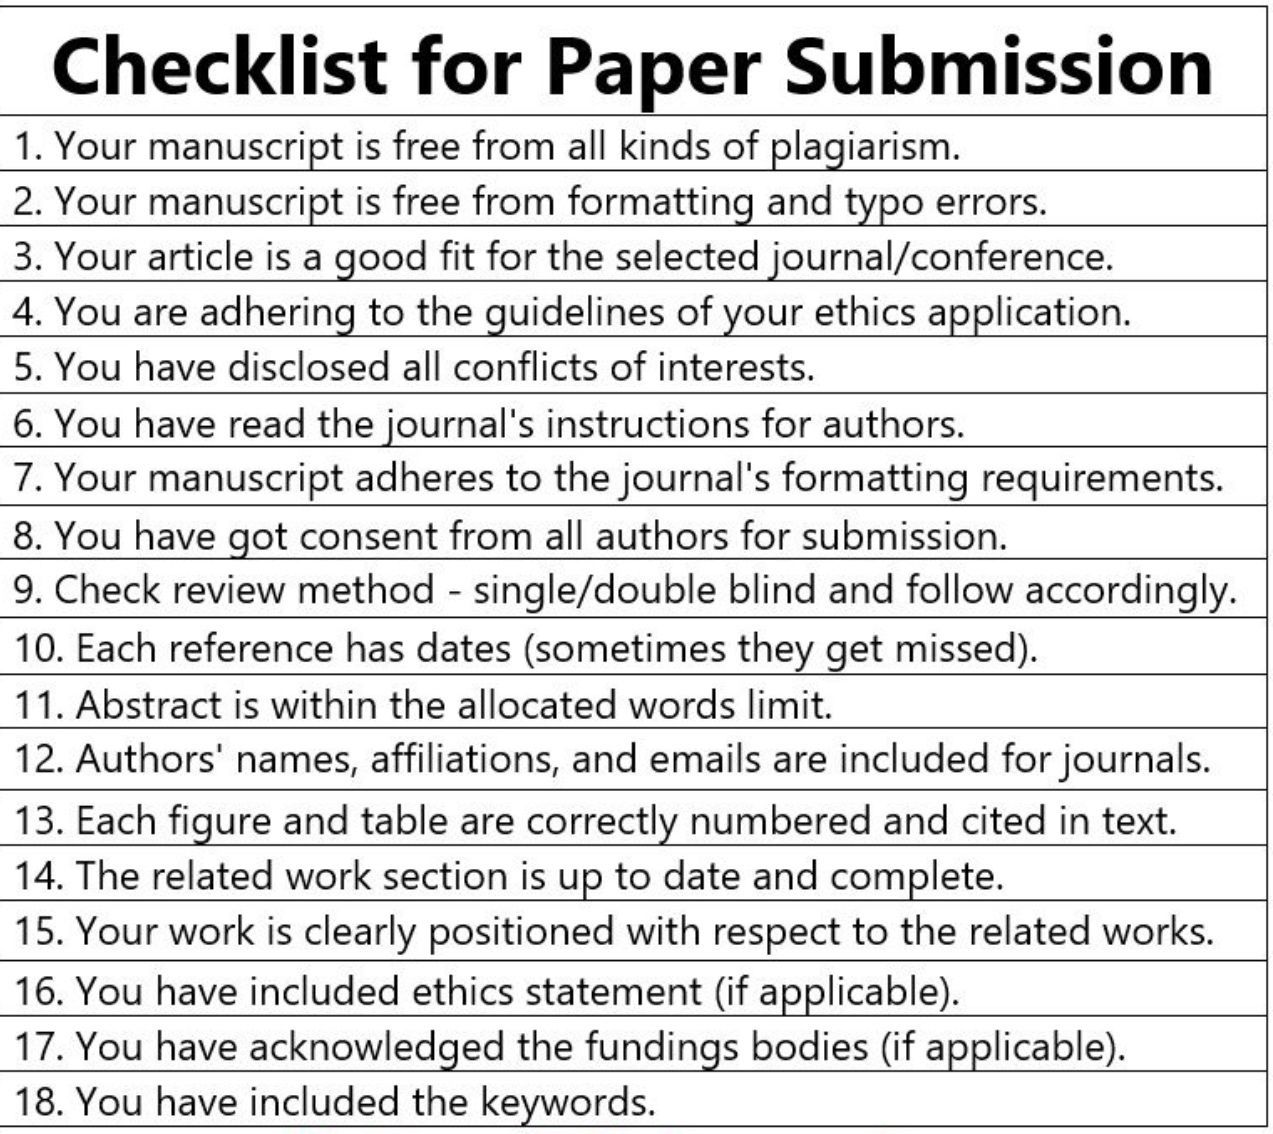 Checklist for Paper Submission
1. Your manuscript is free from all kinds of plagiarism.
2. Your manuscript is free from formatting and typo errors.
3. Your article is a good fit for the selected journal/conference.
4. You are adhering to the guidelines of your ethics application.
5. You have disclosed all conflicts of interests.
6. You have read the journal's instructions for authors.
7. Your manuscript adheres to the journal's formatting requirements.
8. You have got consent from all authors for submission.
9. Check review method - single/double blind and follow accordingly.
10. Each reference has dates (sometimes they get missed).
11. Abstract is within the allocated words limit.
12. Authors' names, affiliations, and emails are included for journals.
13. Each figure and table are correctly numbered and cited in text.
14. The related work section is up to date and complete.
15. Your work is clearly positioned with respect to the related works.
16. You have included ethics statement (if applicable).
17. You have acknowledged the fundings bodies (if applicable).
18. You have included the keywords.